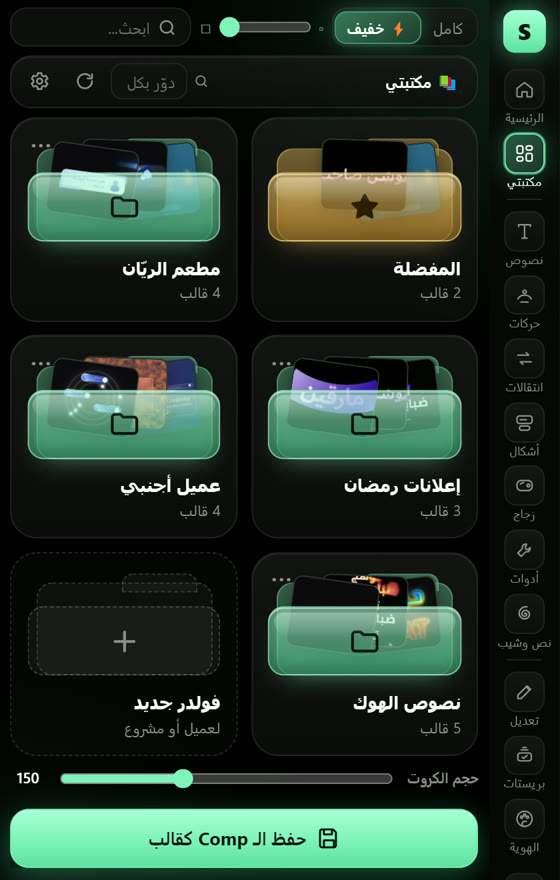 S
كامل
خفيف
ابحث...
مكتبتي
دوّر بكل
الرئيسية
مكتبتي
نصوص
حركات
انتقالات
أشكال
زجاج
أدوات
نص وشيب
تعديل
بريستات
الهوية
المفضلة
2 قالب
مطعم الريّان
4 قالب
مارقين
إعلانات رمضان
3 قالب
عميل أجنبي
4 قالب
نصوص الهوك
5 قالب
فولدر جديد
لعميل أو مشروع
حجم الكروت
150
حفظ الـ Comp كقالب